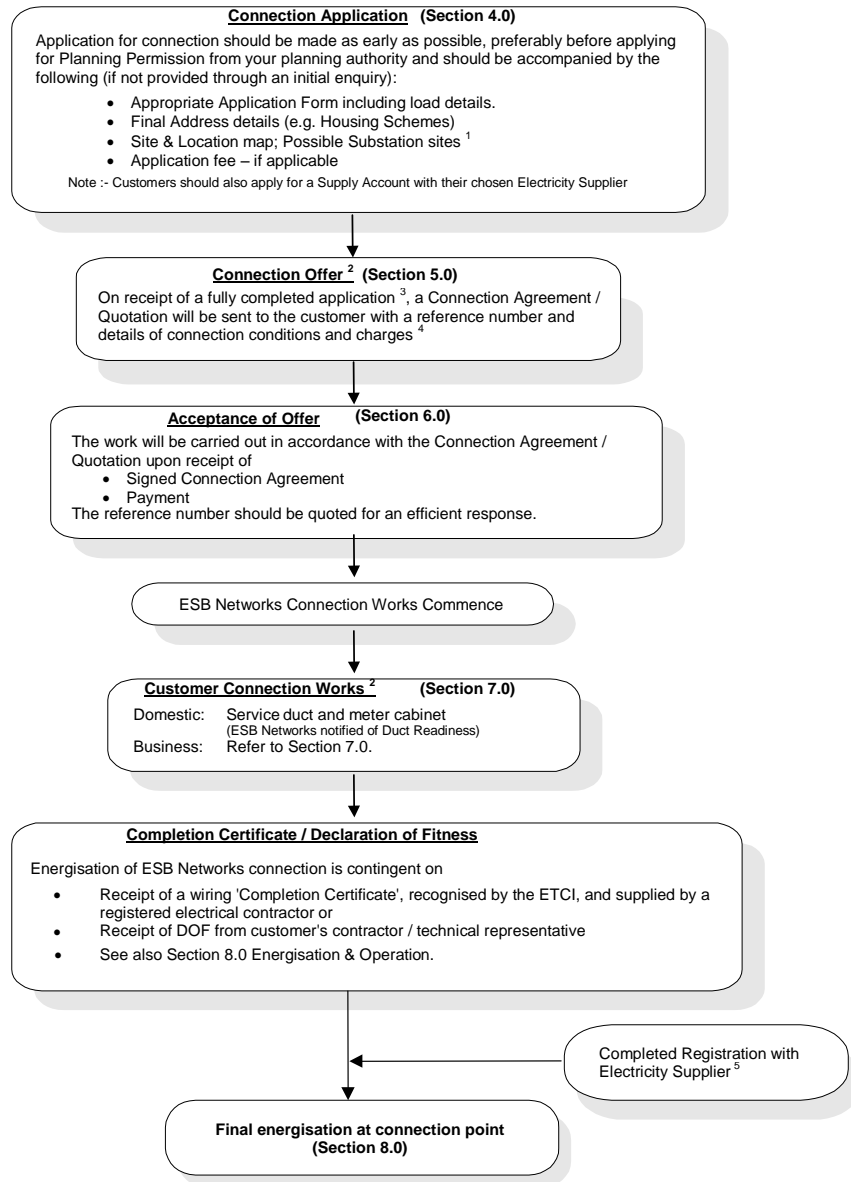 Connection Application (Section 4.0)
Application for connection should be made as early as possible, preferably before applying
for Planning Permission from your planning authority and should be accompanied by the
following (if not provided through an initial enquiry):
• Appropriate Application Form including load details.
• Final Address details (e.g. Housing Schemes)
• Site & Location map; Possible Substation sites 1
• Application fee – if applicable
Note :- Customers should also apply for a Supply Account with their chosen Electricity Supplier
Connection Offer 2 (Section 5.0)
On receipt of a fully completed application 3, a Connection Agreement /
Quotation will be sent to the customer with a reference number and
details of connection conditions and charges 4
Acceptance of Offer (Section 6.0)
The work will be carried out in accordance with the Connection Agreement /
Quotation upon receipt of
• Signed Connection Agreement
• Payment
The reference number should be quoted for an efficient response.
ESB Networks Connection Works Commence
Customer Connection Works 2 (Section 7.0)
Domestic: Service duct and meter cabinet
(ESB Networks notified of Duct Readiness)
Business: Refer to Section 7.0.
Completion Certificate / Declaration of Fitness
Energisation of ESB Networks connection is contingent on
• Receipt of a wiring 'Completion Certificate', recognised by the ETCI, and supplied by a
registered electrical contractor or
• Receipt of DOF from customer's contractor / technical representative
• See also Section 8.0 Energisation & Operation.
Completed Registration with
Electricity Supplier 5
Final energisation at connection point
(Section 8.0)